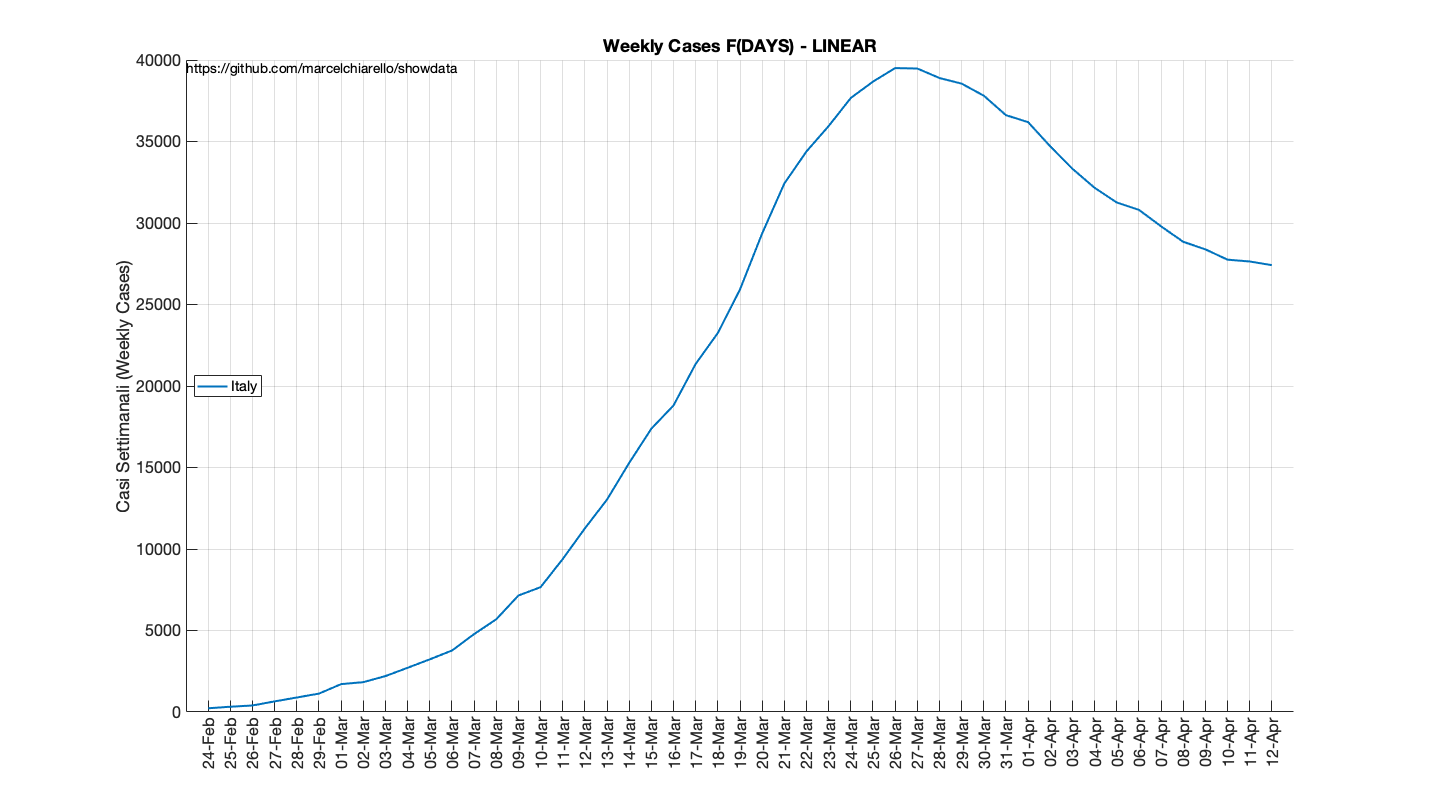 Weekly Cases F(DAYS) - LINEAR
https://github.com/marcelchiarello/showdata
40000
35000
30000
25000
20000
15000
10000
5000
0
Casi Settimanali (Weekly Cases)
Italy
24-Feb
25-Feb
26-Feb
27-Feb
28-Feb
29-Feb
01-Mar
02-Mar
03-Mar
04-Mar
05-Mar
06-Mar
07-Mar
08-Mar
09-Mar
10-Mar
11-Mar
12-Mar
13-Mar
14-Mar
15-Mar
16-Mar
17-Mar
18-Mar
19-Mar
20-Mar
21-Mar
22-Mar
23-Mar
24-Mar
25-Mar
26-Mar
27-Mar
28-Mar
29-Mar
30-Mar
31-Mar
01-Apr
02-Apr
03-Apr
04-Apr
05-Apr
06-Apr
07-Apr
08-Apr
09-Apr
10-Apr
11-Apr
12-Apr